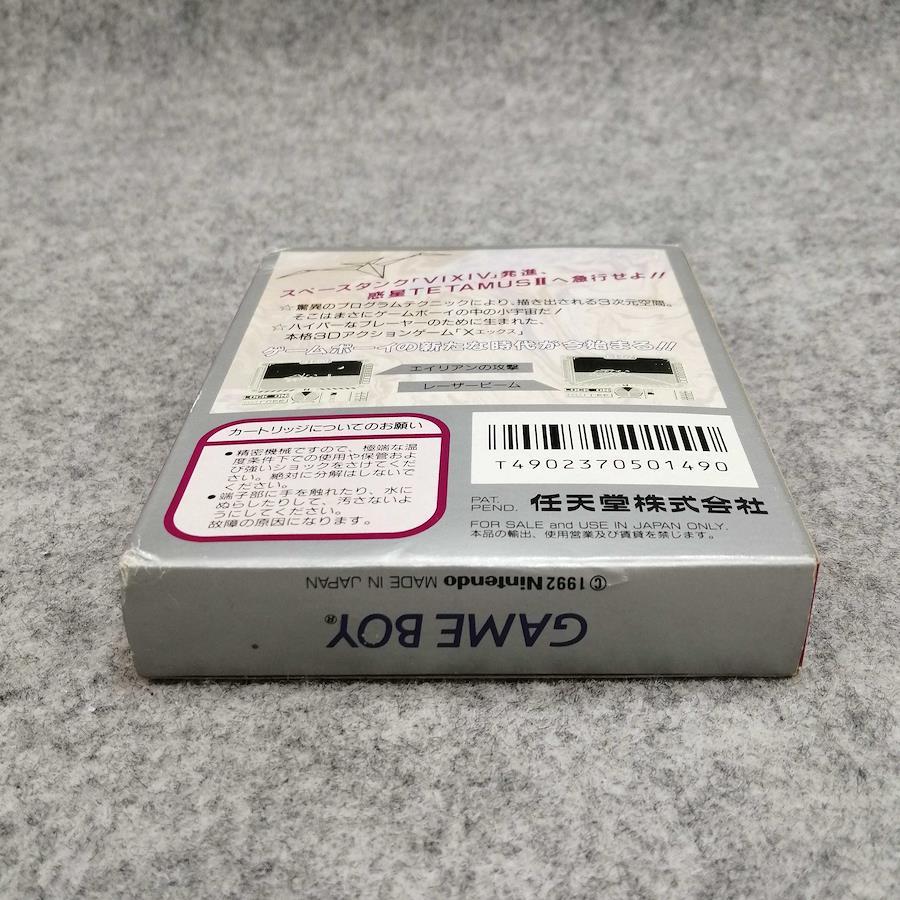 スペースタンク「VIXIV」発進、
惑星TETAMUSⅡへ急行せよ!!
☆驚異のプログラムテクニックにより、描き出される3次元空間。
そこはまさにゲームボーイの中の小宇宙だ!
☆ハイパーなプレーヤーのために生まれた、
本格3Dアクションゲーム「Xエックス」
ゲームボーイの新たな時代が今始まる!!
エイリアンの攻撃
レーザービーム
LOCK ON
カートリッジについてのお願い
●精密機械ですので、極端な温
度条件下での使用や保管およ
び強いショックをさけてくだ
さい。絶対に分解はしないで
ください。
●端子部に手を触れたり、水に
ぬらしたりして、汚さないよ
うにしてください。
故障の原因になります。
T4902370501490
PAT.
PEND.
任天堂株式会社
FOR SALE and USE IN JAPAN ONLY.
本品の輸出、使用営業及び賃貸を禁じます。
©1992 Nintendo MADE IN JAPAN
GAME BOY®